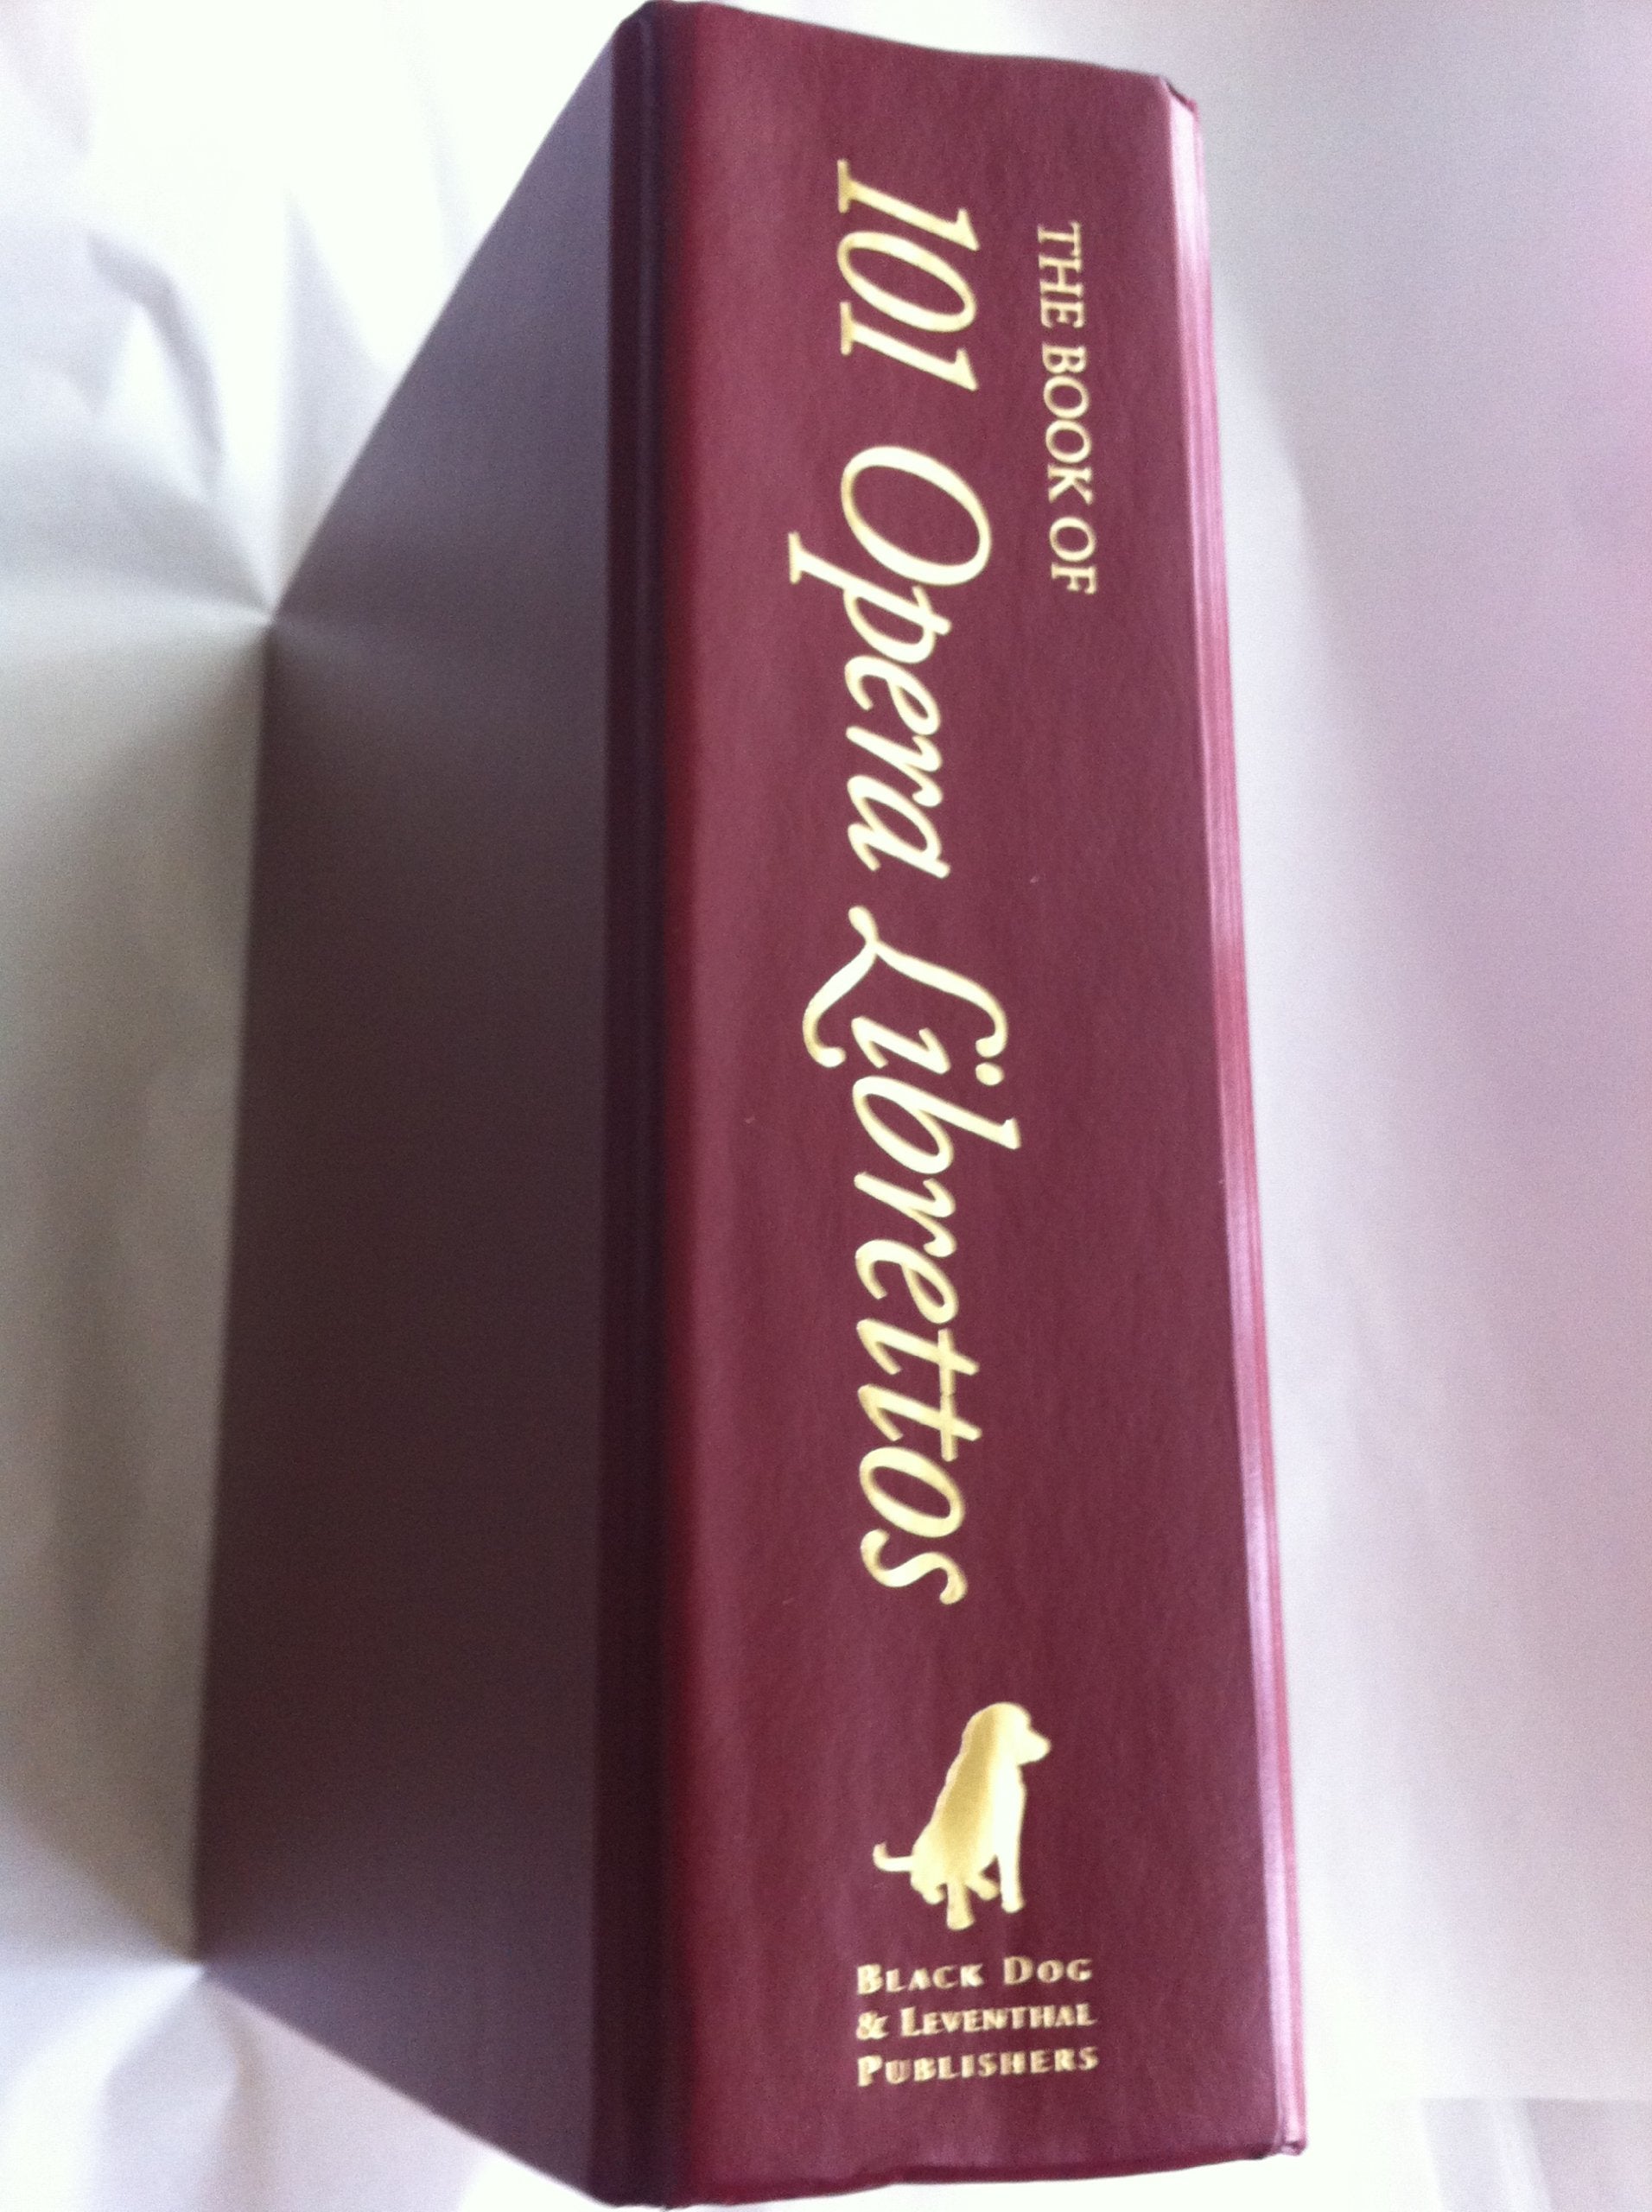 THE BOOK OF
101 Opera Librettos
BLACK DOG
& LEVENTHAL
PUBLISHERS